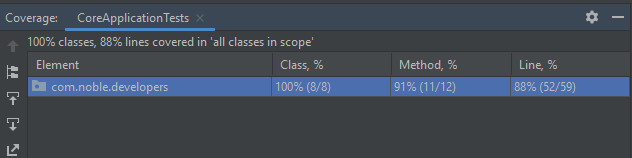 Coverage: CoreApplicationTests
100% classes, 88% lines covered in 'all classes in scope'
Element Class, % Method, % Line, %
com.noble.developers 100% (8/8) 91% (11/12) 88% (52/59)